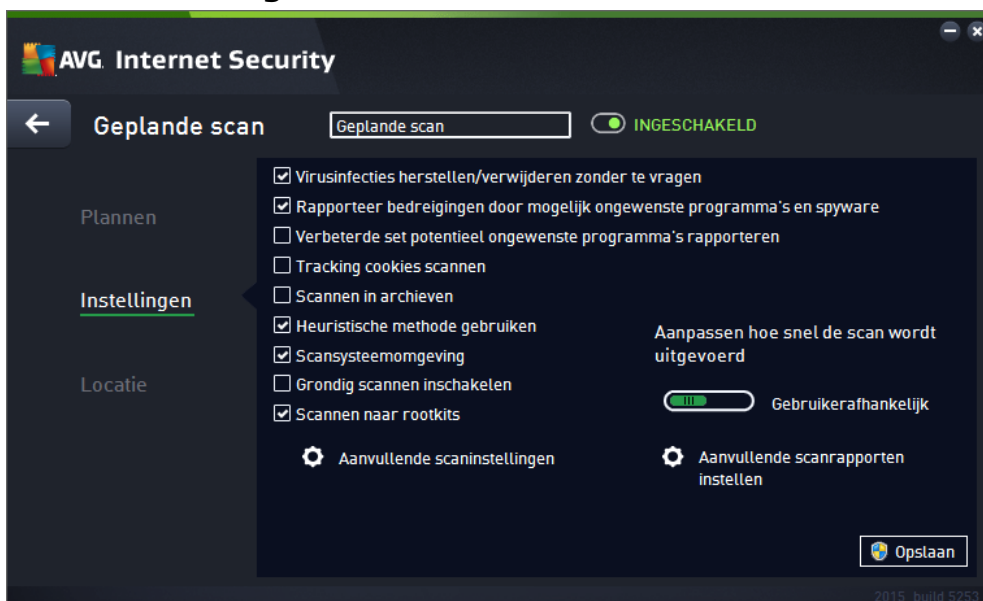 AVG. Internet Security
Geplande scan
Geplande scan
INGESCHAKELD
Plannen
Instellingen
Locatie
Virusinfecties herstellen/verwijderen zonder te vragen
Rapporteer bedreigingen door mogelijk ongewenste programma's en spyware
Verbeterde set potentieel ongewenste programma's rapporteren
Tracking cookies scannen
Scannen in archieven
Heuristische methode gebruiken
Scansysteemomgeving
Grondig scannen inschakelen
Scannen naar rootkits
Aanvullende scaninstellingen
Aanpassen hoe snel de scan wordt
uitgevoerd
Gebruikerafhankelijk
Aanvullende scanrapporten
instellen
Opslaan
2015 build 5253